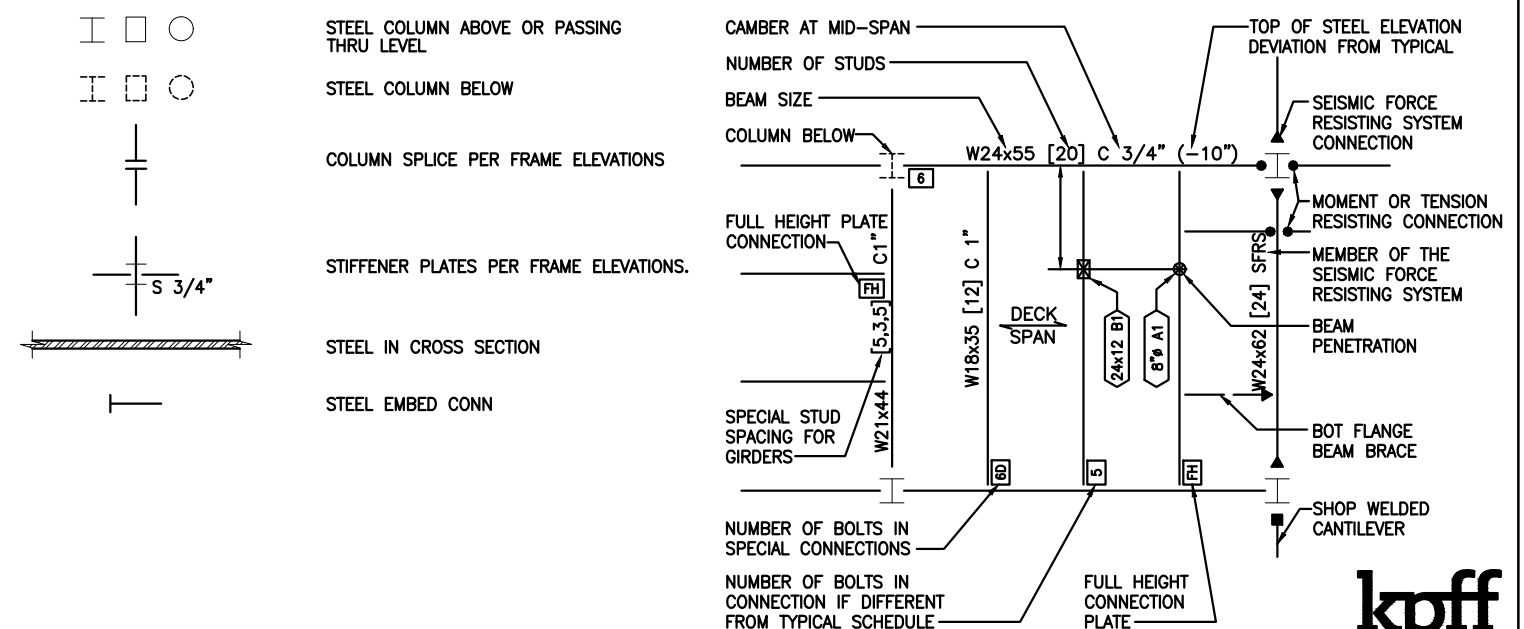 STEEL COLUMN ABOVE OR PASSING
THRU LEVEL
STEEL COLUMN BELOW
COLUMN SPLICE PER FRAME ELEVATIONS
S 3/4"
STIFFENER PLATES PER FRAME ELEVATIONS.
STEEL IN CROSS SECTION
STEEL EMBED CONN
CAMBER AT MID-SPAN
NUMBER OF STUDS
BEAM SIZE
COLUMN BELOW
TOP OF STEEL ELEVATION
DEVIATION FROM TYPICAL
SEISMIC FORCE
RESISTING SYSTEM
CONNECTION
W24x55 [20] C 3/4" (-10")
6
FULL HEIGHT PLATE
CONNECTION
FH
W21x44 [5,3,5] C1"
W18x35 [12] C 1"
DECK
SPAN
24x12 B1
8"ø A1
W24x62 [24] SFRS
MOMENT OR TENSION
RESISTING CONNECTION
MEMBER OF THE
SEISMIC FORCE
RESISTING SYSTEM
BEAM
PENETRATION
SPECIAL STUD
SPACING FOR
GIRDERS
BOT FLANGE
BEAM BRACE
6D
5
FH
NUMBER OF BOLTS IN
SPECIAL CONNECTIONS
SHOP WELDED
CANTILEVER
NUMBER OF BOLTS IN
CONNECTION IF DIFFERENT
FROM TYPICAL SCHEDULE
FULL HEIGHT
CONNECTION
PLATE
kpff